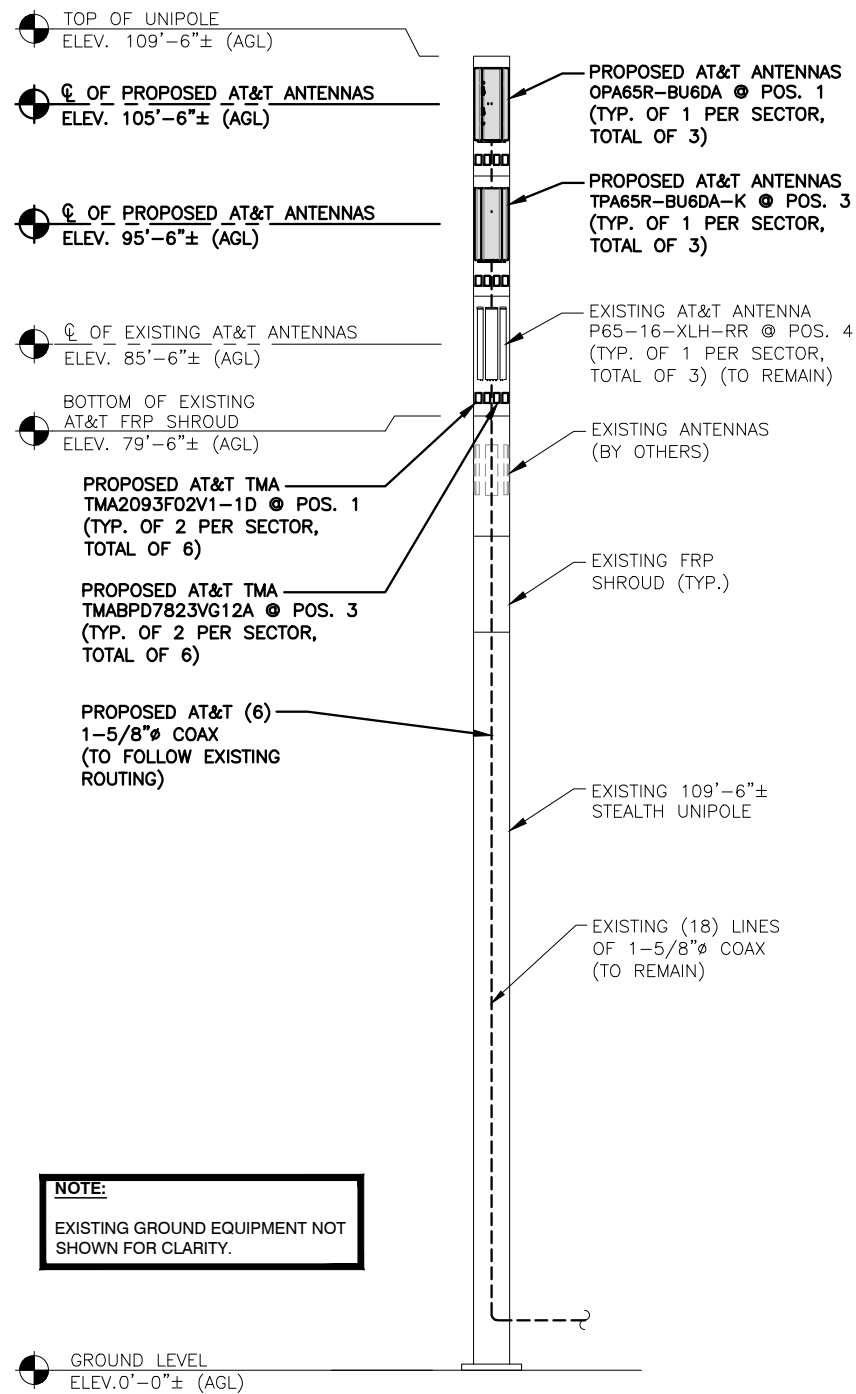 TOP OF UNIPOLE
ELEV. 109'-6"± (AGL)
℄ OF PROPOSED AT&T ANTENNAS
ELEV. 105'-6"± (AGL)
℄ OF PROPOSED AT&T ANTENNAS
ELEV. 95'-6"± (AGL)
℄ OF EXISTING AT&T ANTENNAS
ELEV. 85'-6"± (AGL)
BOTTOM OF EXISTING
AT&T FRP SHROUD
ELEV. 79'-6"± (AGL)
PROPOSED AT&T TMA
TMA2093F02V1-1D @ POS. 1
(TYP. OF 2 PER SECTOR,
TOTAL OF 6)
PROPOSED AT&T TMA
TMABPD7823VG12A @ POS. 3
(TYP. OF 2 PER SECTOR,
TOTAL OF 6)
PROPOSED AT&T (6)
1-5/8"ø COAX
(TO FOLLOW EXISTING
ROUTING)
PROPOSED AT&T ANTENNAS
OPA65R-BU6DA @ POS. 1
(TYP. OF 1 PER SECTOR,
TOTAL OF 3)
PROPOSED AT&T ANTENNAS
TPA65R-BU6DA-K @ POS. 3
(TYP. OF 1 PER SECTOR,
TOTAL OF 3)
EXISTING AT&T ANTENNA
P65-16-XLH-RR @ POS. 4
(TYP. OF 1 PER SECTOR,
TOTAL OF 3) (TO REMAIN)
EXISTING ANTENNAS
(BY OTHERS)
EXISTING FRP
SHROUD (TYP.)
EXISTING 109'-6"±
STEALTH UNIPOLE
EXISTING (18) LINES
OF 1-5/8"ø COAX
(TO REMAIN)
NOTE:
EXISTING GROUND EQUIPMENT NOT
SHOWN FOR CLARITY.
GROUND LEVEL
ELEV.0'-0"± (AGL)